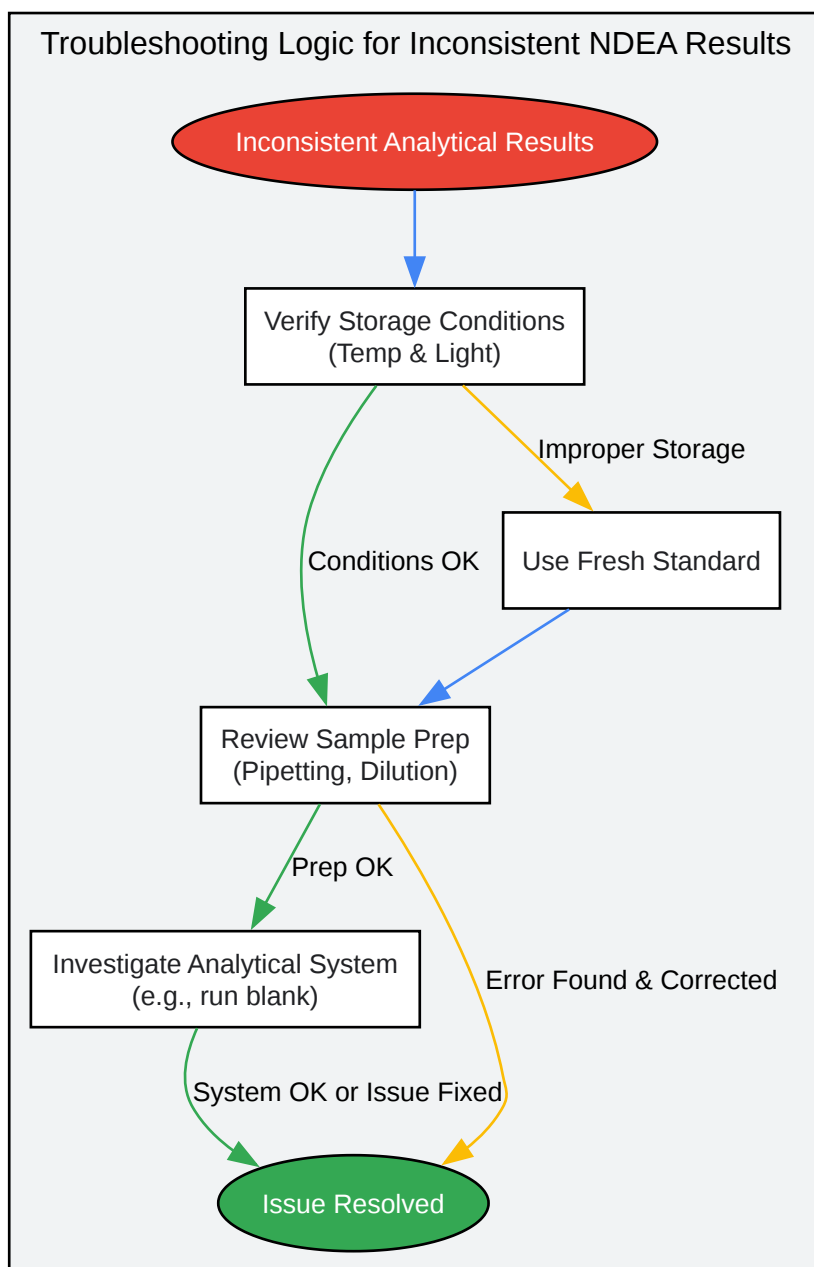 Troubleshooting Logic for Inconsistent NDEA Results
Inconsistent Analytical Results
Verify Storage Conditions
(Temp & Light)
Improper Storage
Conditions OK
Use Fresh Standard
Review Sample Prep
(Pipetting, Dilution)
Prep OK
Investigate Analytical System
(e.g., run blank)
Error Found & Corrected
System OK or Issue Fixed
Issue Resolved